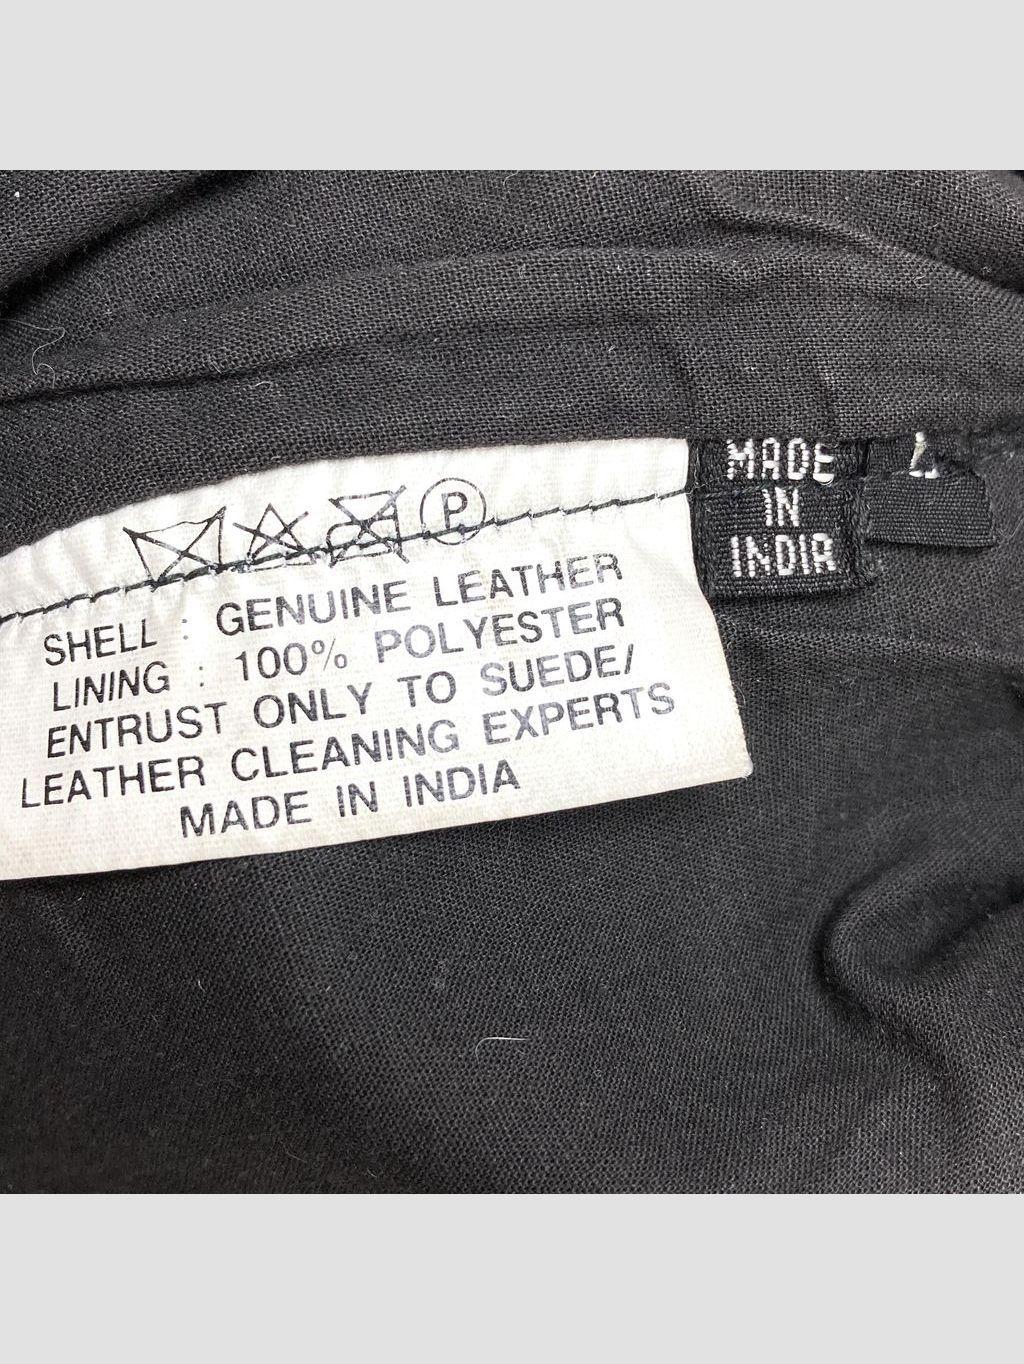 P
SHELL : GENUINE LEATHER
LINING : 100% POLYESTER
ENTRUST ONLY TO SUEDE/
LEATHER CLEANING EXPERTS
MADE IN INDIA
MADE
IN
INDIA
L